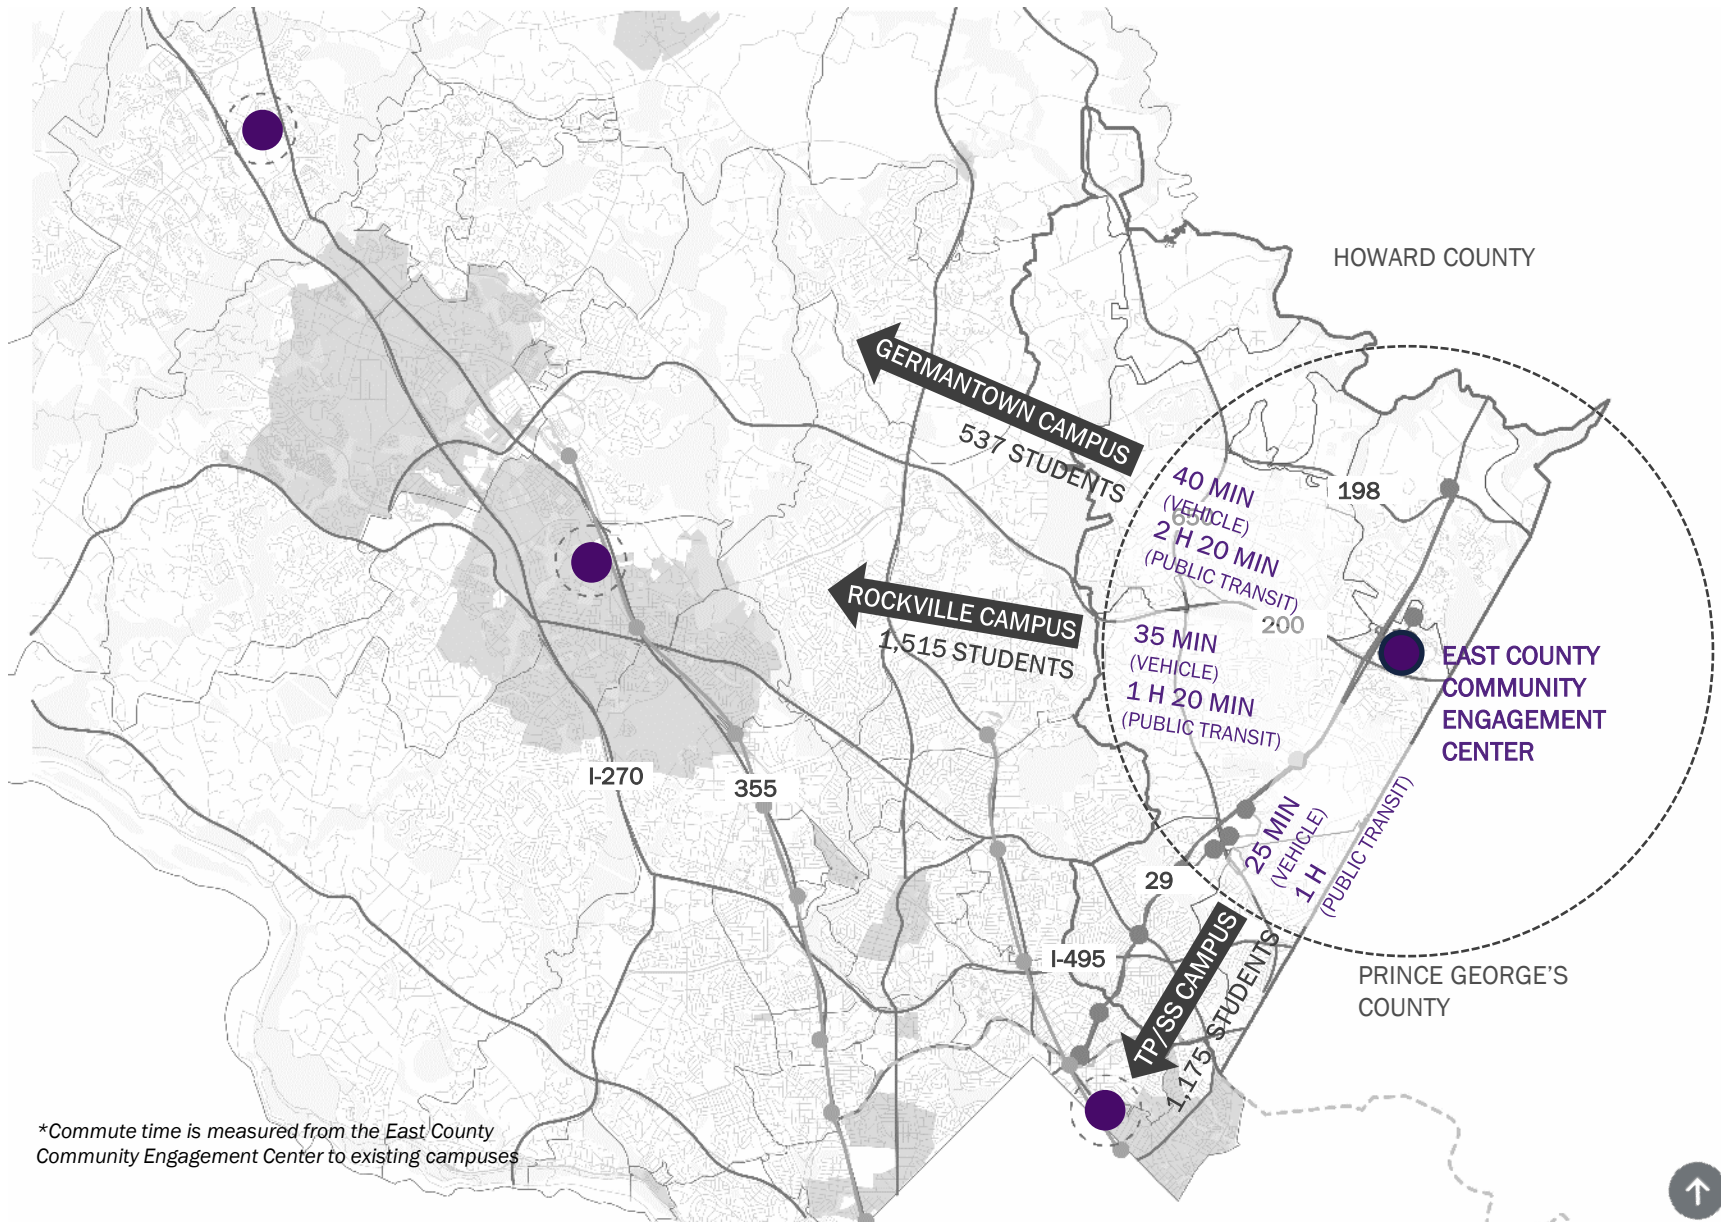 HOWARD COUNTY
GERMANTOWN CAMPUS
537 STUDENTS
40 MIN
(VEHICLE)
650
2 H 20 MIN
(PUBLIC TRANSIT)
198
ROCKVILLE CAMPUS
1,515 STUDENTS
200
35 MIN
(VEHICLE)
1 H 20 MIN
(PUBLIC TRANSIT)
EAST COUNTY
COMMUNITY
ENGAGEMENT
CENTER
I-270
355
25 MIN
(VEHICLE)
1 H
(PUBLIC TRANSIT)
29
I-495
TP/SS CAMPUS
1,175 STUDENTS
PRINCE GEORGE'S
COUNTY
*Commute time is measured from the East County
Community Engagement Center to existing campuses